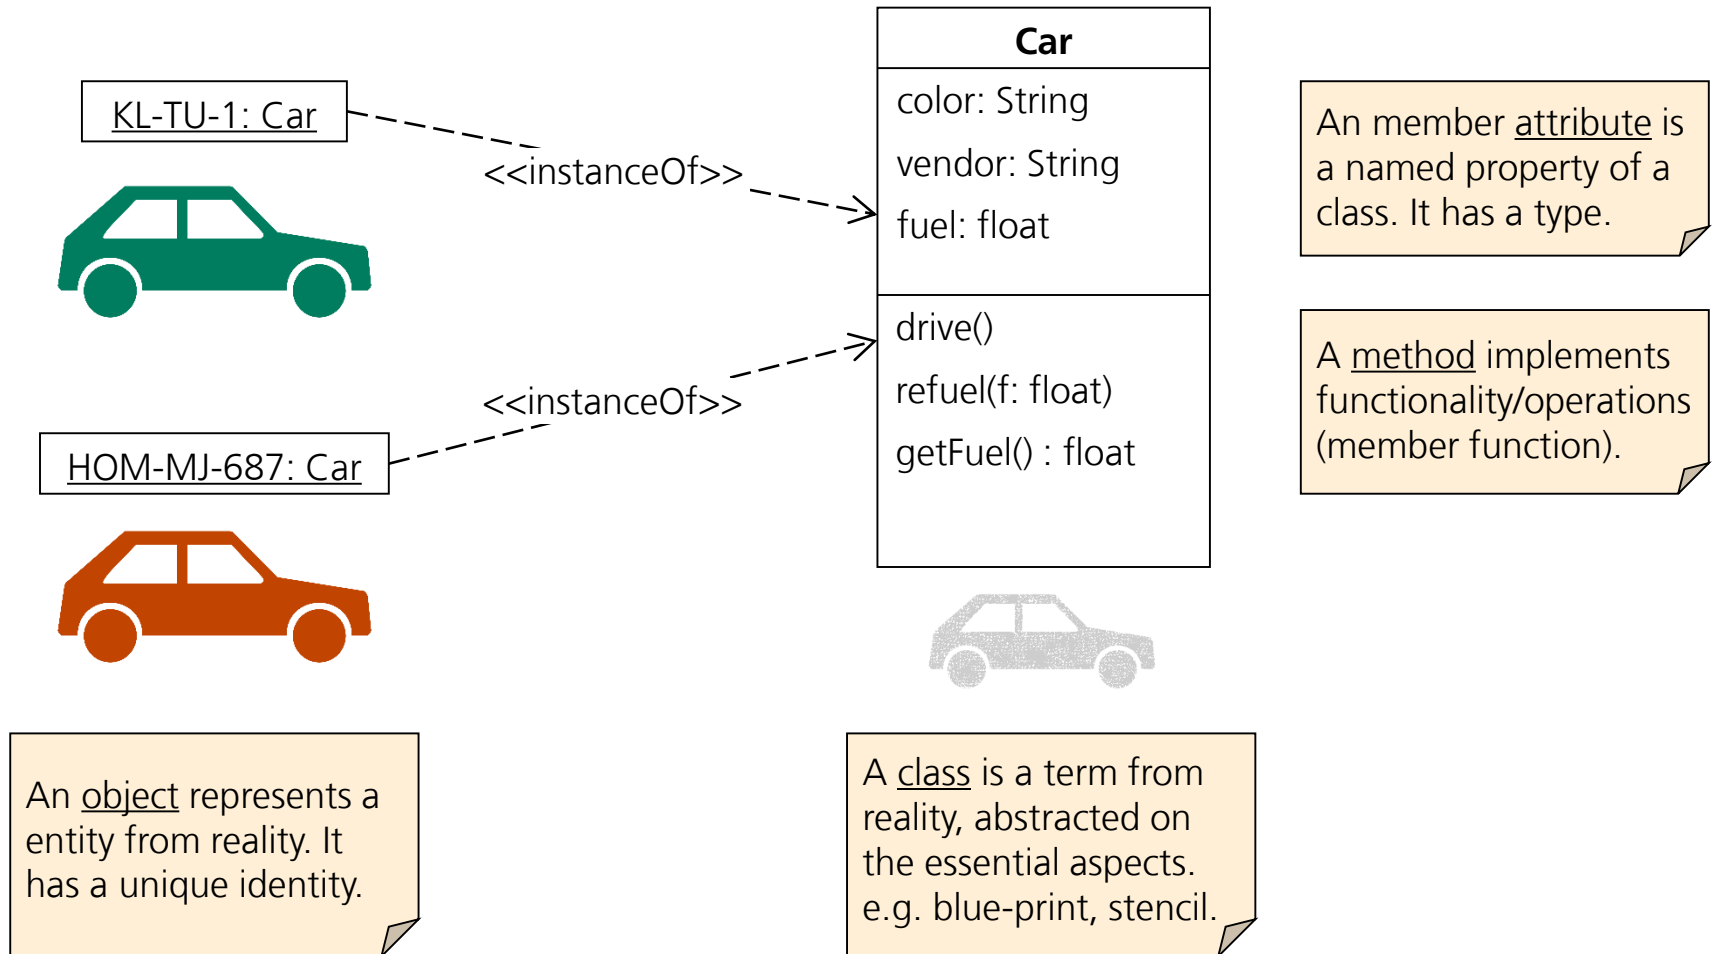 KL-TU-1: Car
<<instanceOf>>
HOM-MJ-687: Car
<<instanceOf>>
Car
color: String
vendor: String
fuel: float
drive()
refuel(f: float)
getFuel() : float
An member attribute is
a named property of a
class. It has a type.
A method implements
functionality/operations
(member function).
An object represents a
entity from reality. It
has a unique identity.
A class is a term from
reality, abstracted on
the essential aspects.
e.g. blue-print, stencil.